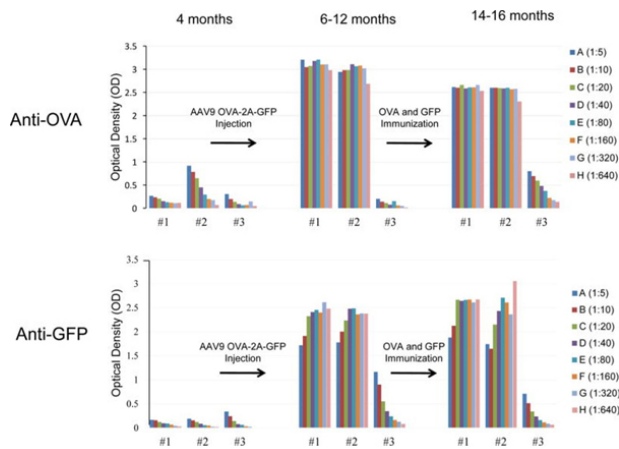 4 months 6-12 months 14-16 months
Anti-OVA
Optical Density (OD)
3.5
3
2.5
2
1.5
1
0.5
0
AAV9 OVA-2A-GFP
Injection
OVA and GFP
Immunization
#1 #2 #3 #1 #2 #3 #1 #2 #3
A (1:5)
B (1:10)
C (1:20)
D (1:40)
E (1:80)
F (1:160)
G (1:320)
H (1:640)
Anti-GFP
Optical Density (OD)
3.5
3
2.5
2
1.5
1
0.5
0
AAV9 OVA-2A-GFP
Injection
OVA and GFP
Immunization
#1 #2 #3 #1 #2 #3 #1 #2 #3
A (1:5)
B (1:10)
C (1:20)
D (1:40)
E (1:80)
F (1:160)
G (1:320)
H (1:640)